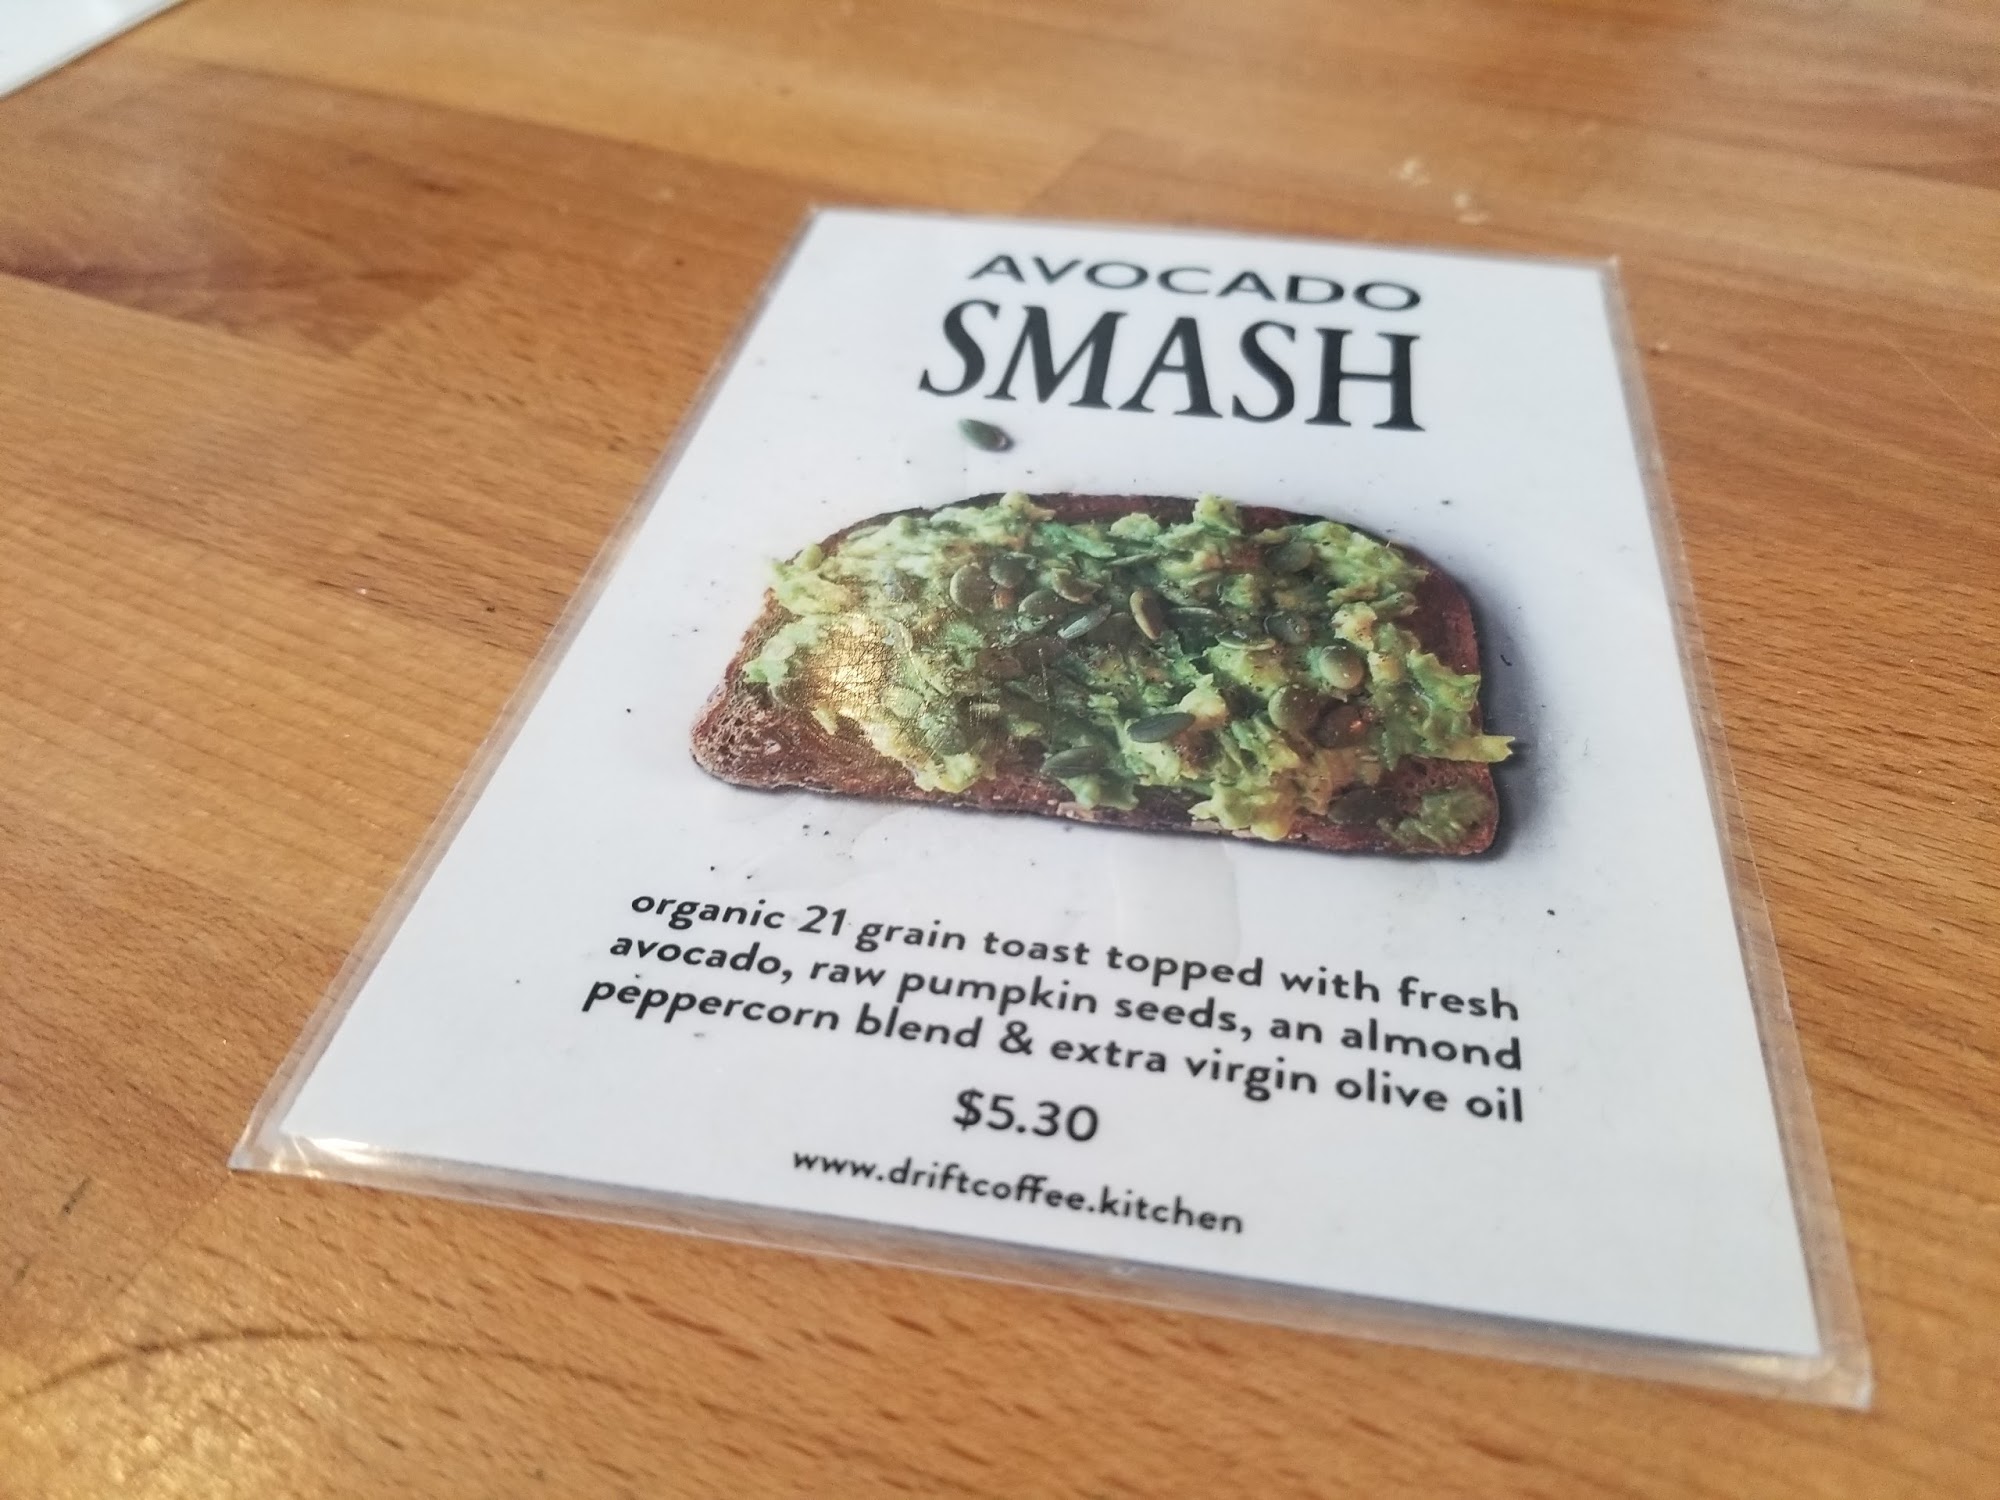 AVOCADO
SMASH
organic 21 grain toast topped with fresh
avocado, raw pumpkin seeds, an almond
peppercorn blend & extra virgin olive oil
$5.30
www.driftcoffee.kitchen